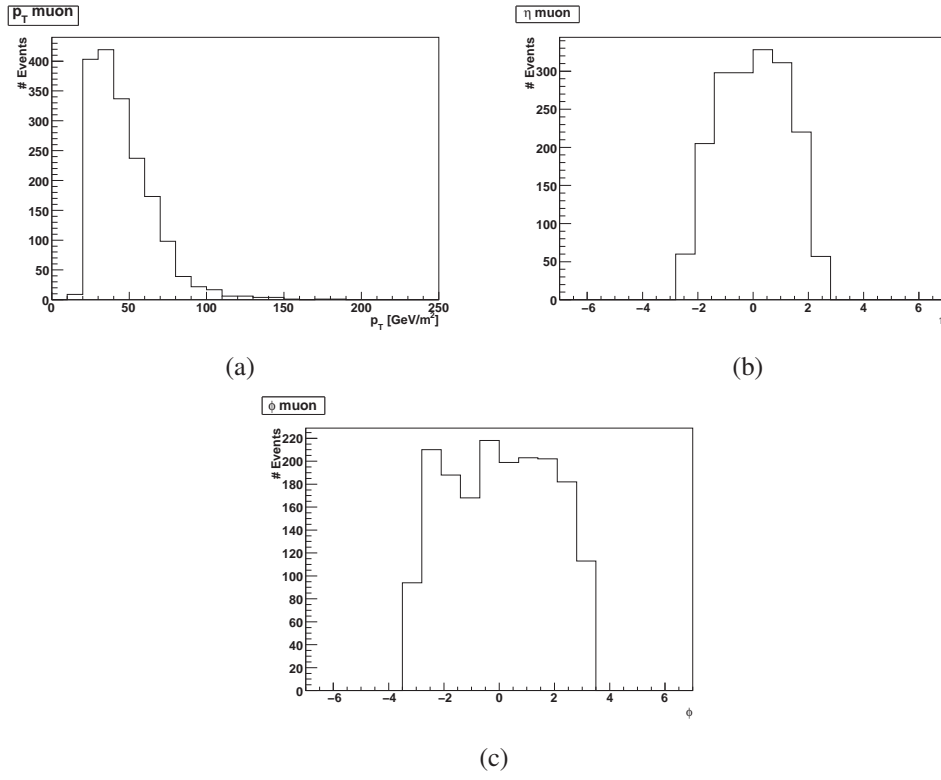 p_T muon
# Events
400
350
300
250
200
150
100
50
0
0 50 100 150 200 250
p_T [GeV/m²]
(a)
η muon
# Events
300
250
200
150
100
50
0
−6 −4 −2 0 2 4 6
(b)
φ muon
# Events
220
200
180
160
140
120
100
80
60
40
20
0
−6 −4 −2 0 2 4 6
φ
(c)